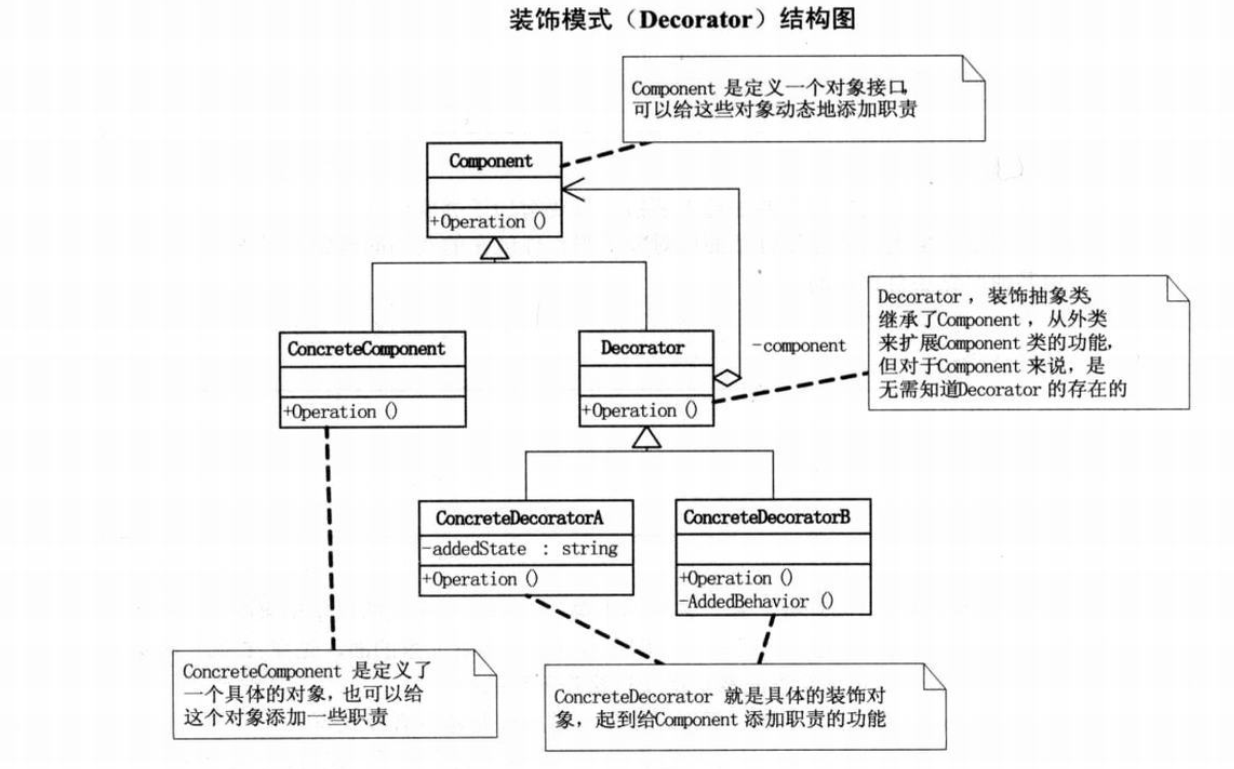 装饰模式（Decorator）结构图
Component 是定义一个对象接口,
可以给这些对象动态地添加职责
Component
+Operation ()
Decorator , 装饰抽象类,
继承了Component , 从外类
来扩展Component 类的功能,
但对于Component 来说, 是
无需知道Decorator 的存在的
ConcreteComponent
+Operation ()
Decorator
+Operation ()
-component
ConcreteDecoratorA
-addedState : string
+Operation ()
ConcreteDecoratorB
+Operation ()
-AddedBehavior ()
ConcreteComponent 是定义了
一个具体的对象, 也可以给
这个对象添加一些职责
ConcreteDecorator 就是具体的装饰对
象, 起到给Component 添加职责的功能